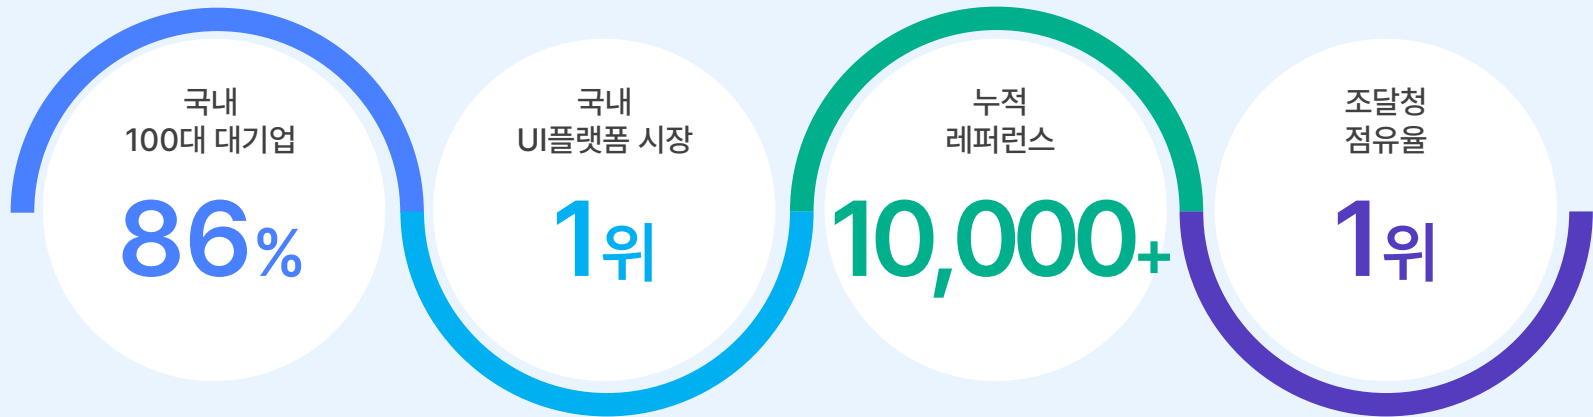 국내
100대 대기업
86%
국내
UI플랫폼 시장
1위
누적
레퍼런스
10,000+
조달청
점유율
1위